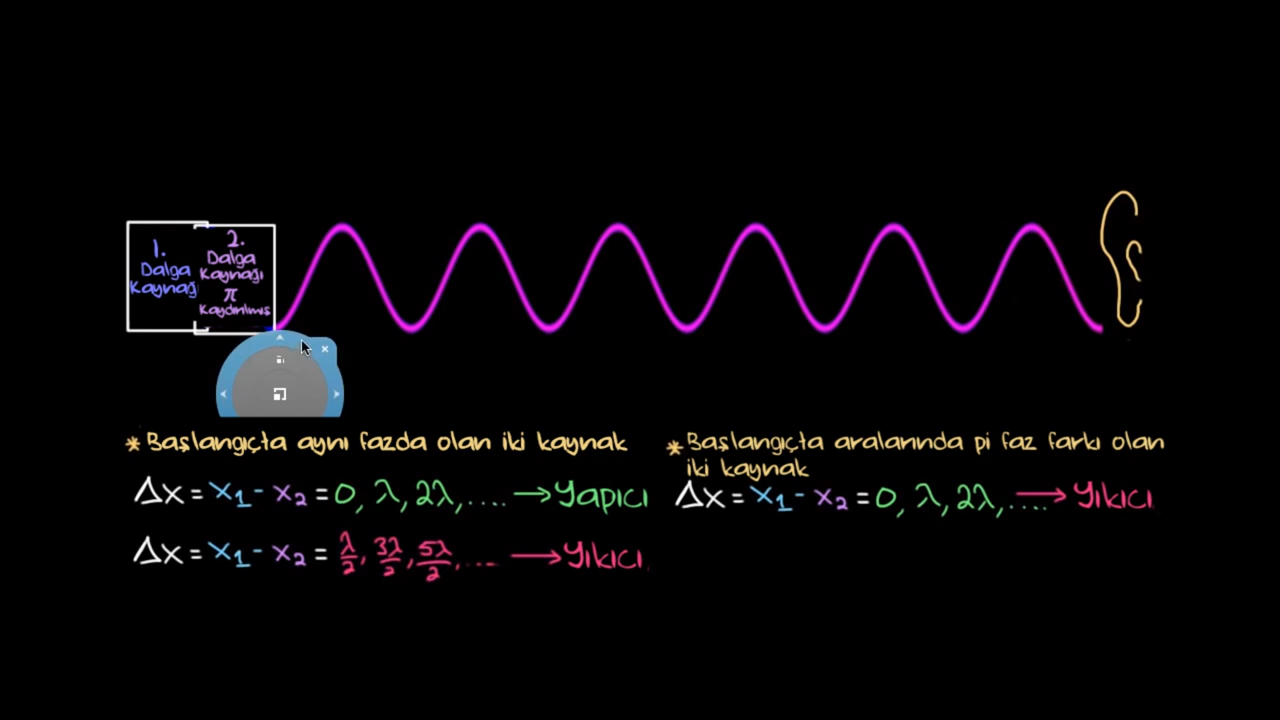 1.
Dalga
Kaynağ
2.
Dalga
Kaynağı
π
Kaydırılmış
* Başlangıçta aynı fazda olan iki kaynak
Δx = x₁ - x₂ = 0, λ, 2λ, .... → Yapıcı
Δx = x₁ - x₂ = λ/2, 3λ/2, 5λ/2, .... → Yıkıcı
* Başlangıçta aralarında pi faz farkı olan
iki kaynak
Δx = x₁ - x₂ = 0, λ, 2λ, .... → Yıkıcı